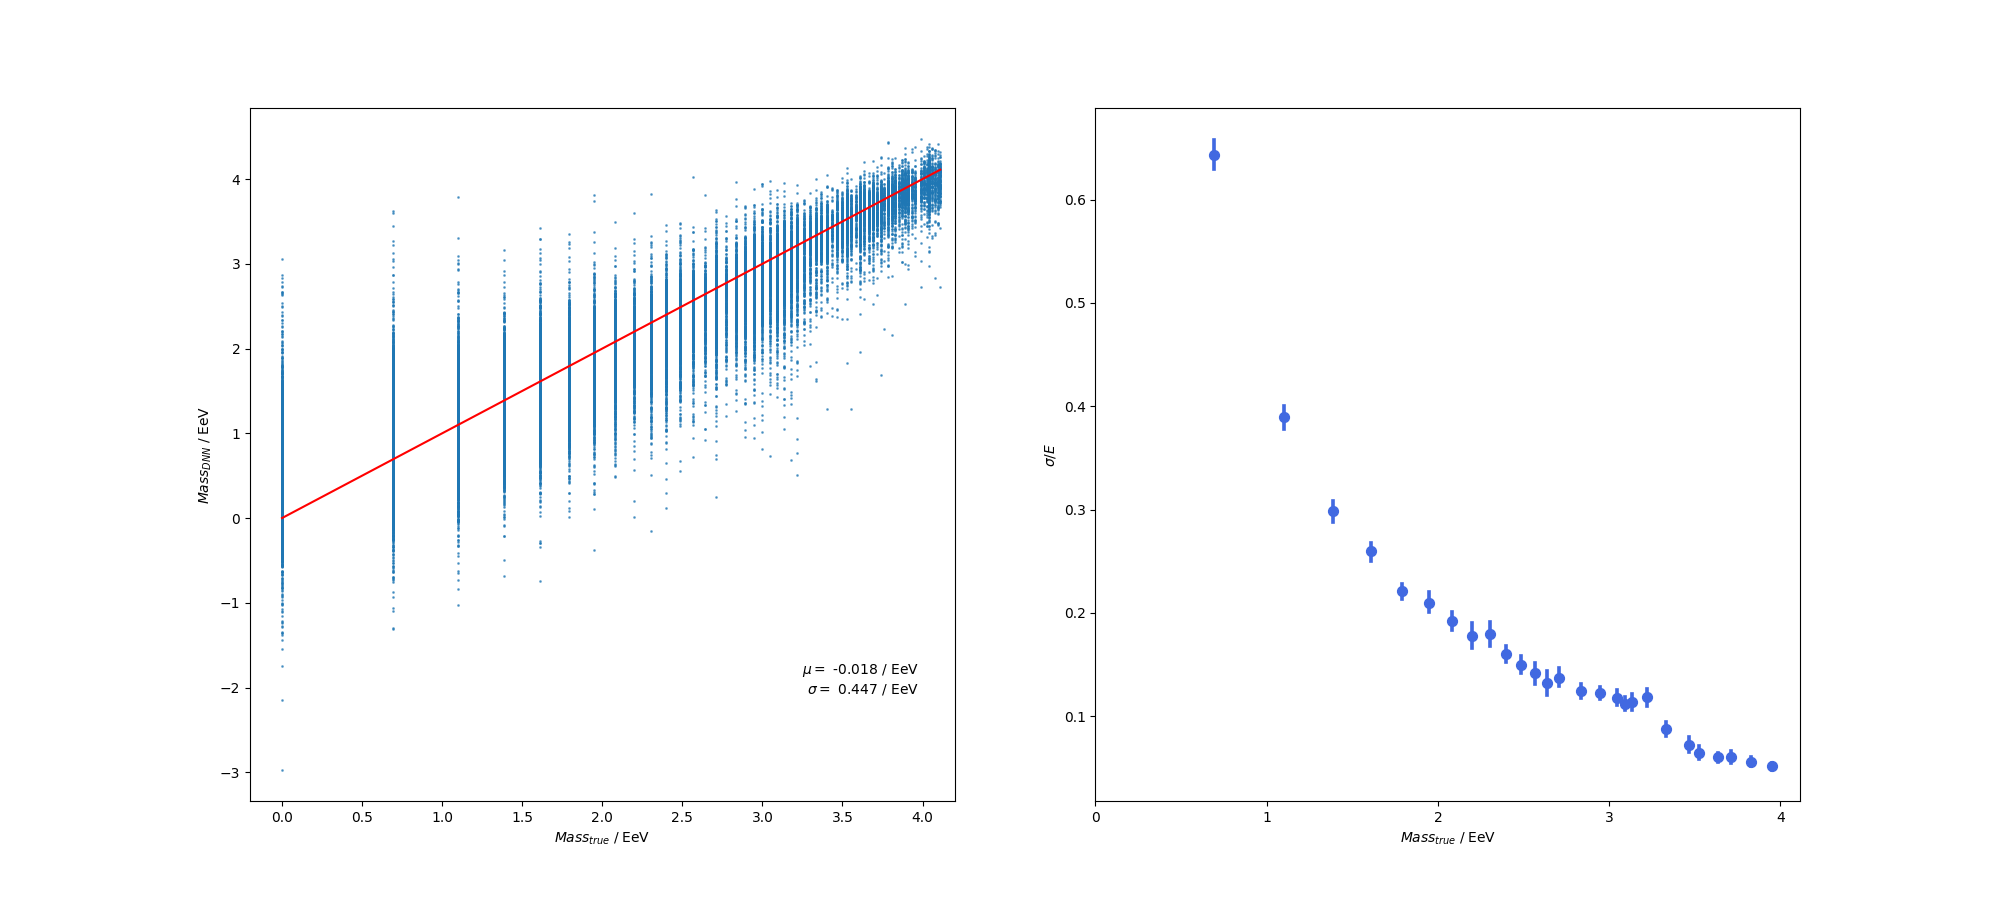 4
3
2
1
0
−1
−2
−3
Mass_DNN / EeV
μ = -0.018 / EeV
σ = 0.447 / EeV
0.0 0.5 1.0 1.5 2.0 2.5 3.0 3.5 4.0
Mass_true / EeV
0.6
0.5
0.4
0.3
0.2
0.1
σ/E
0 1 2 3 4
Mass_true / EeV